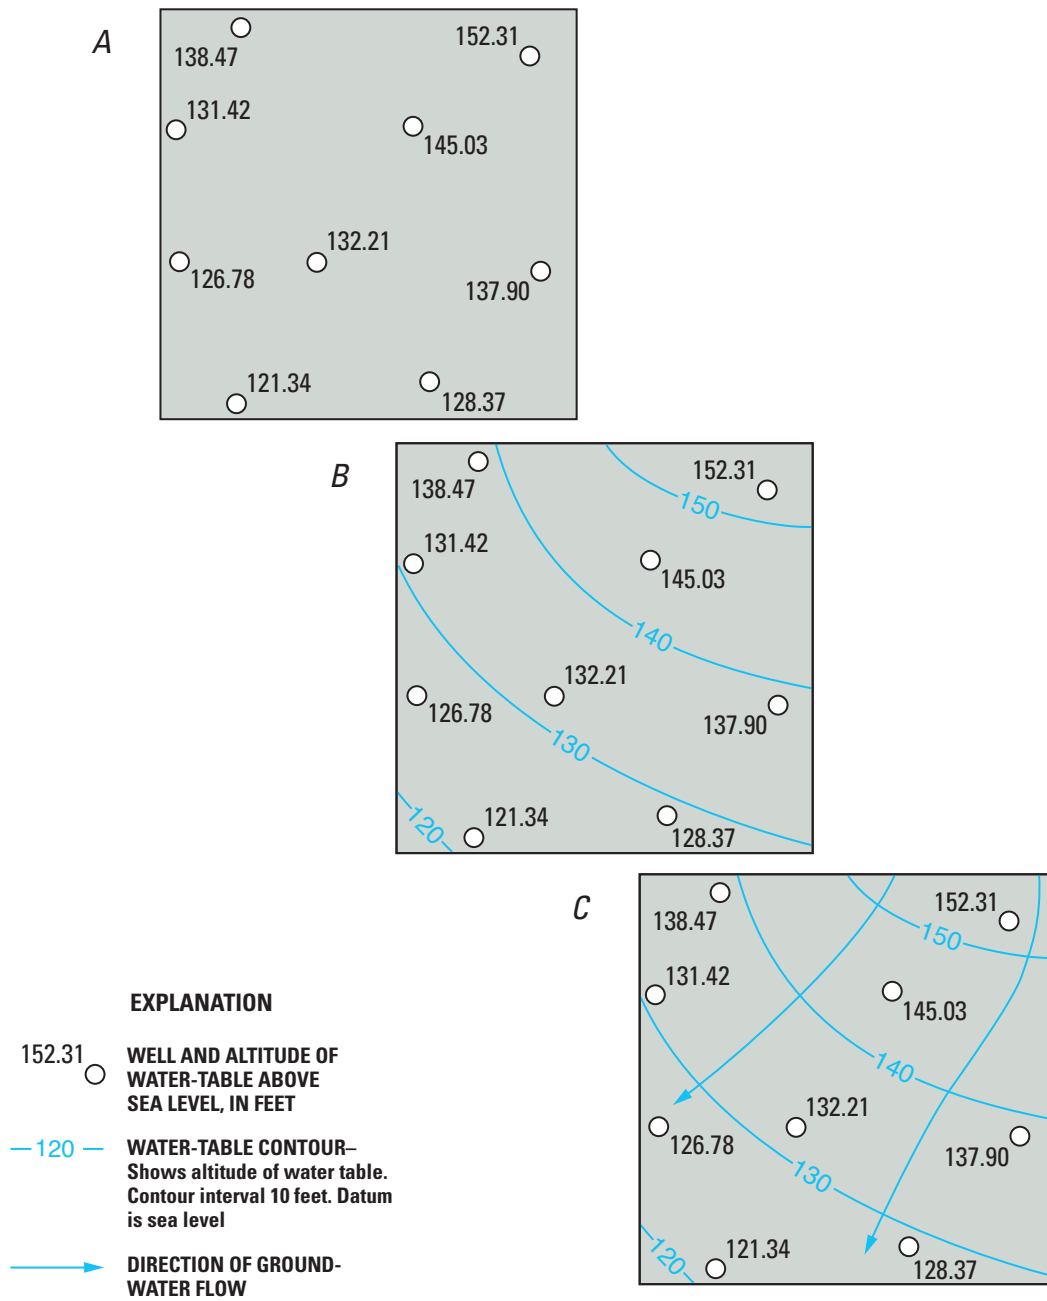 A
138.47
152.31
131.42
145.03
132.21
126.78
137.90
121.34
128.37
B
138.47
152.31
150
131.42
145.03
140
132.21
126.78
137.90
130
121.34
120
128.37
C
138.47
152.31
150
131.42
145.03
140
132.21
126.78
137.90
130
121.34
120
128.37
EXPLANATION
152.31
WELL AND ALTITUDE OF
WATER-TABLE ABOVE
SEA LEVEL, IN FEET
120
WATER-TABLE CONTOUR–
Shows altitude of water table.
Contour interval 10 feet. Datum
is sea level
DIRECTION OF GROUND-
WATER FLOW